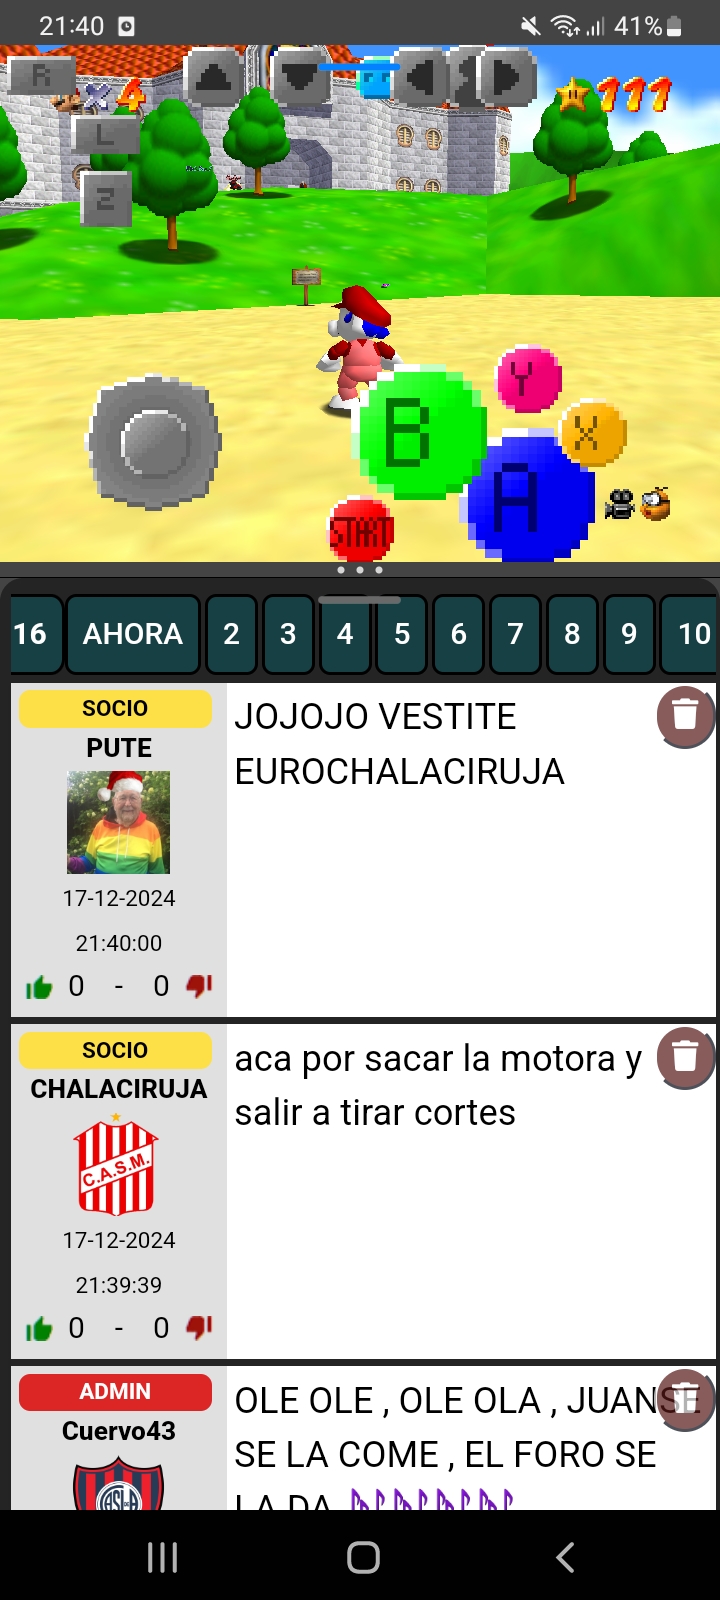 21:40
41%
R
x 4
111
L
Z
Y
B
X
A
START
16
AHORA
2
3
4
5
6
7
8
9
10
SOCIO
PUTE
17-12-2024
21:40:00
0 - 0
JOJOJO VESTITE
EUROCHALACIRUJA
SOCIO
CHALACIRUJA
C.A.S.M.
17-12-2024
21:39:39
0 - 0
aca por sacar la motora y
salir a tirar cortes
ADMIN
Cuervo43
CASLA
OLE OLE , OLE OLA , JUANSE
SE LA COME , EL FORO SE
LA DA